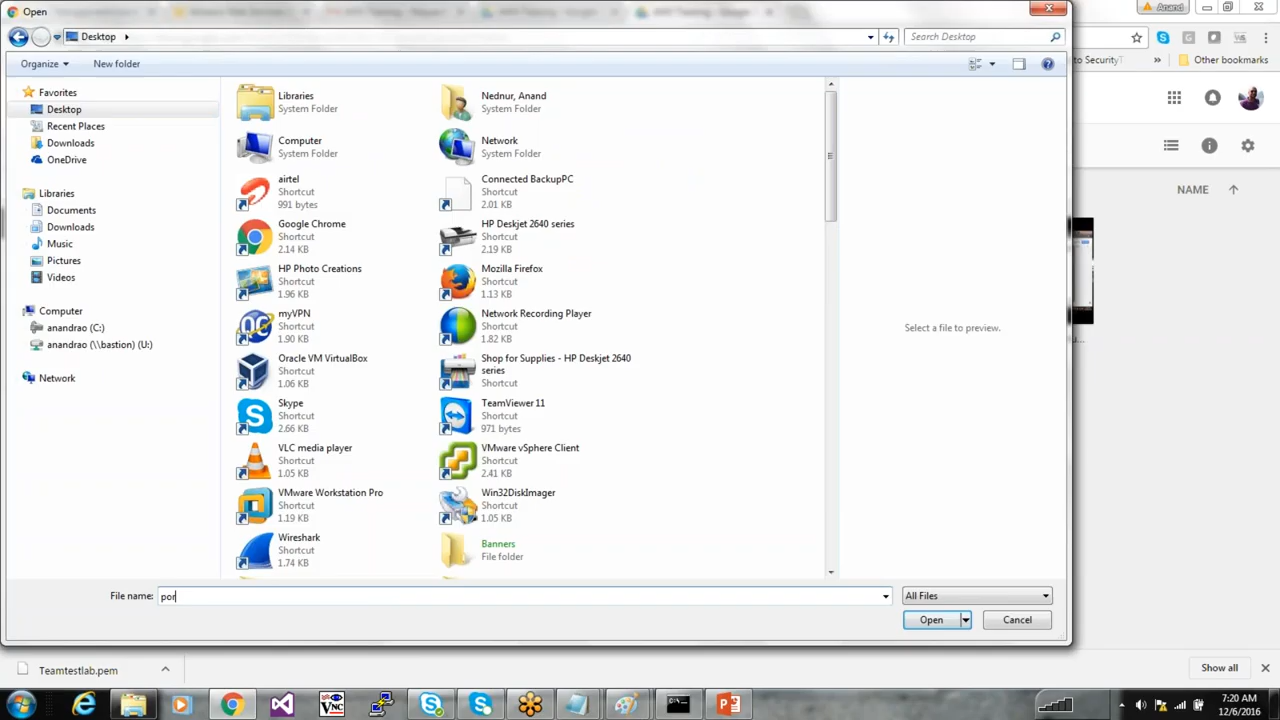 Open
Anand
Desktop
Search Desktop
to SecurityT
»
Other bookmarks
Organize
New folder
Favorites
Desktop
Recent Places
Downloads
OneDrive
Libraries
Documents
Downloads
Music
Pictures
Videos
Computer
anandrao (C:)
anandrao (\\bastion) (U:)
Network
Libraries
System Folder
Nednur, Anand
System Folder
Computer
System Folder
Network
System Folder
airtel
Shortcut
991 bytes
Connected BackupPC
Shortcut
2.01 KB
Google Chrome
Shortcut
2.14 KB
HP Deskjet 2640 series
Shortcut
2.19 KB
HP Photo Creations
Shortcut
1.96 KB
Mozilla Firefox
Shortcut
1.13 KB
myVPN
Shortcut
1.90 KB
Network Recording Player
Shortcut
1.82 KB
Oracle VM VirtualBox
Shortcut
1.06 KB
Shop for Supplies - HP Deskjet 2640
series
Shortcut
Skype
Shortcut
2.66 KB
TeamViewer 11
Shortcut
971 bytes
VLC media player
Shortcut
1.05 KB
VMware vSphere Client
Shortcut
2.41 KB
VMware Workstation Pro
Shortcut
1.19 KB
Win32DiskImager
Shortcut
1.05 KB
Wireshark
Shortcut
1.74 KB
Banners
File folder
Select a file to preview.
NAME
File name:
por
All Files
Open
Cancel
Teamtestlab.pem
Show all
7:20 AM
12/6/2016